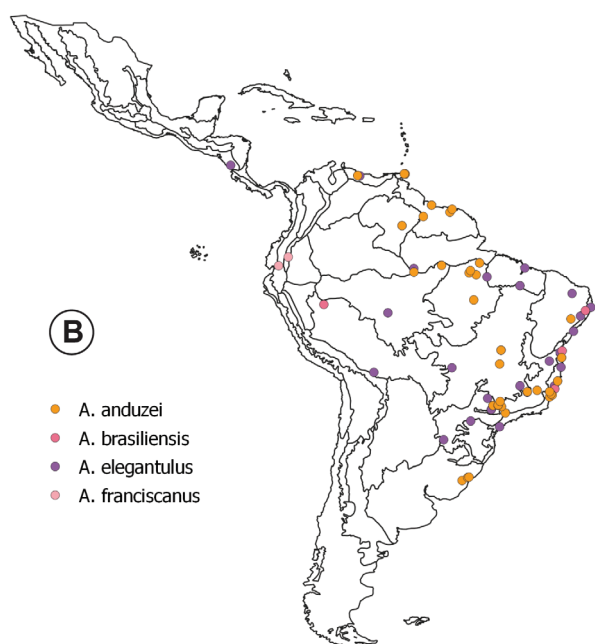 B
A. anduzei
A. brasiliensis
A. elegantulus
A. franciscanus